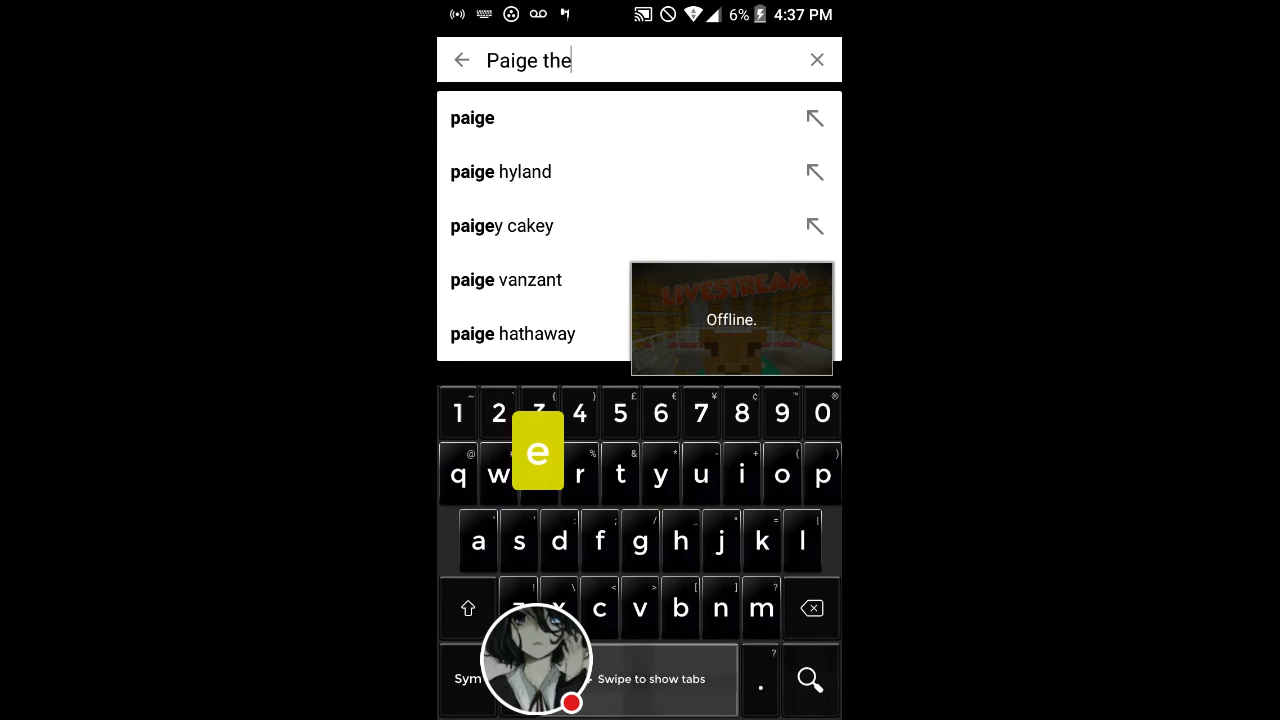 6% 4:37 PM
Paige the
paige
paige hyland
paigey cakey
paige vanzant
paige hathaway
LIVESTREAM
Offline.
1 2 3 4 5 6 7 8 9 0
q w e r t y u i o p
a s d f g h j k l
z x c v b n m
Sym Swipe to show tabs .